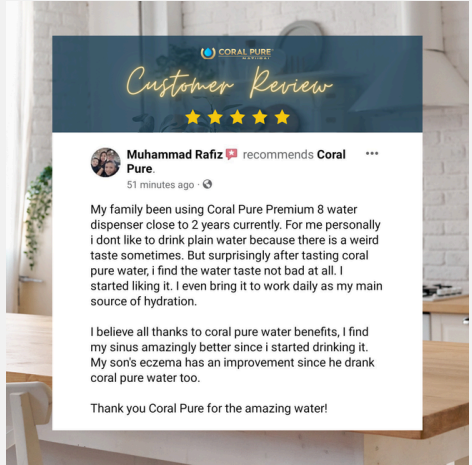 CORAL PURE
Customer Review
Muhammad Rafiz recommends Coral
Pure.
51 minutes ago ·
My family been using Coral Pure Premium 8 water
dispenser close to 2 years currently. For me personally
i dont like to drink plain water because there is a weird
taste sometimes. But surprisingly after tasting coral
pure water, i find the water taste not bad at all. I
started liking it. I even bring it to work daily as my main
source of hydration.
I believe all thanks to coral pure water benefits, I find
my sinus amazingly better since i started drinking it.
My son's eczema has an improvement since he drank
coral pure water too.
Thank you Coral Pure for the amazing water!